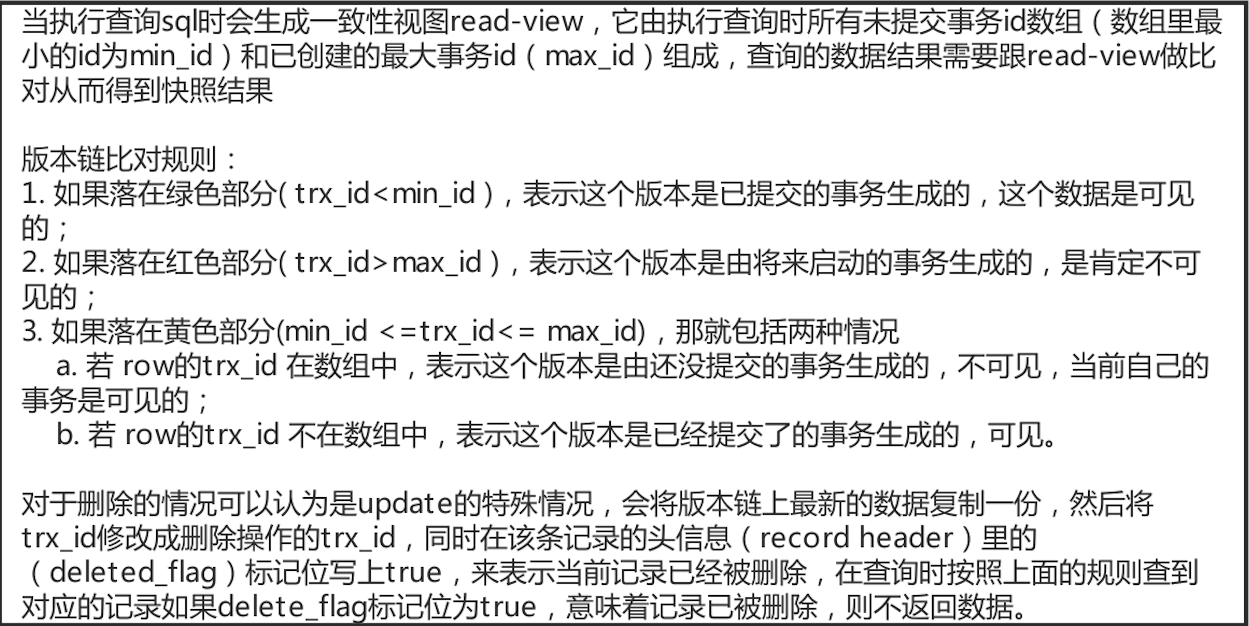 当执行查询sql时会生成一致性视图read-view，它由执行查询时所有未提交事务id数组（数组里最
小的id为min_id）和已创建的最大事务id（max_id）组成，查询的数据结果需要跟read-view做比
对从而得到快照结果
版本链比对规则：
1. 如果落在绿色部分( trx_id<min_id )，表示这个版本是已提交的事务生成的，这个数据是可见
的；
2. 如果落在红色部分( trx_id>max_id )，表示这个版本是由将来启动的事务生成的，是肯定不可
见的；
3. 如果落在黄色部分(min_id <=trx_id<= max_id)，那就包括两种情况
a. 若 row的trx_id 在数组中，表示这个版本是由还没提交的事务生成的，不可见，当前自己的
事务是可见的；
b. 若 row的trx_id 不在数组中，表示这个版本是已经提交了的事务生成的，可见。
对于删除的情况可以认为是update的特殊情况，会将版本链上最新的数据复制一份，然后将
trx_id修改成删除操作的trx_id，同时在该条记录的头信息（record header）里的
（deleted_flag）标记位写上true，来表示当前记录已经被删除，在查询时按照上面的规则查到
对应的记录如果delete_flag标记位为true，意味着记录已被删除，则不返回数据。